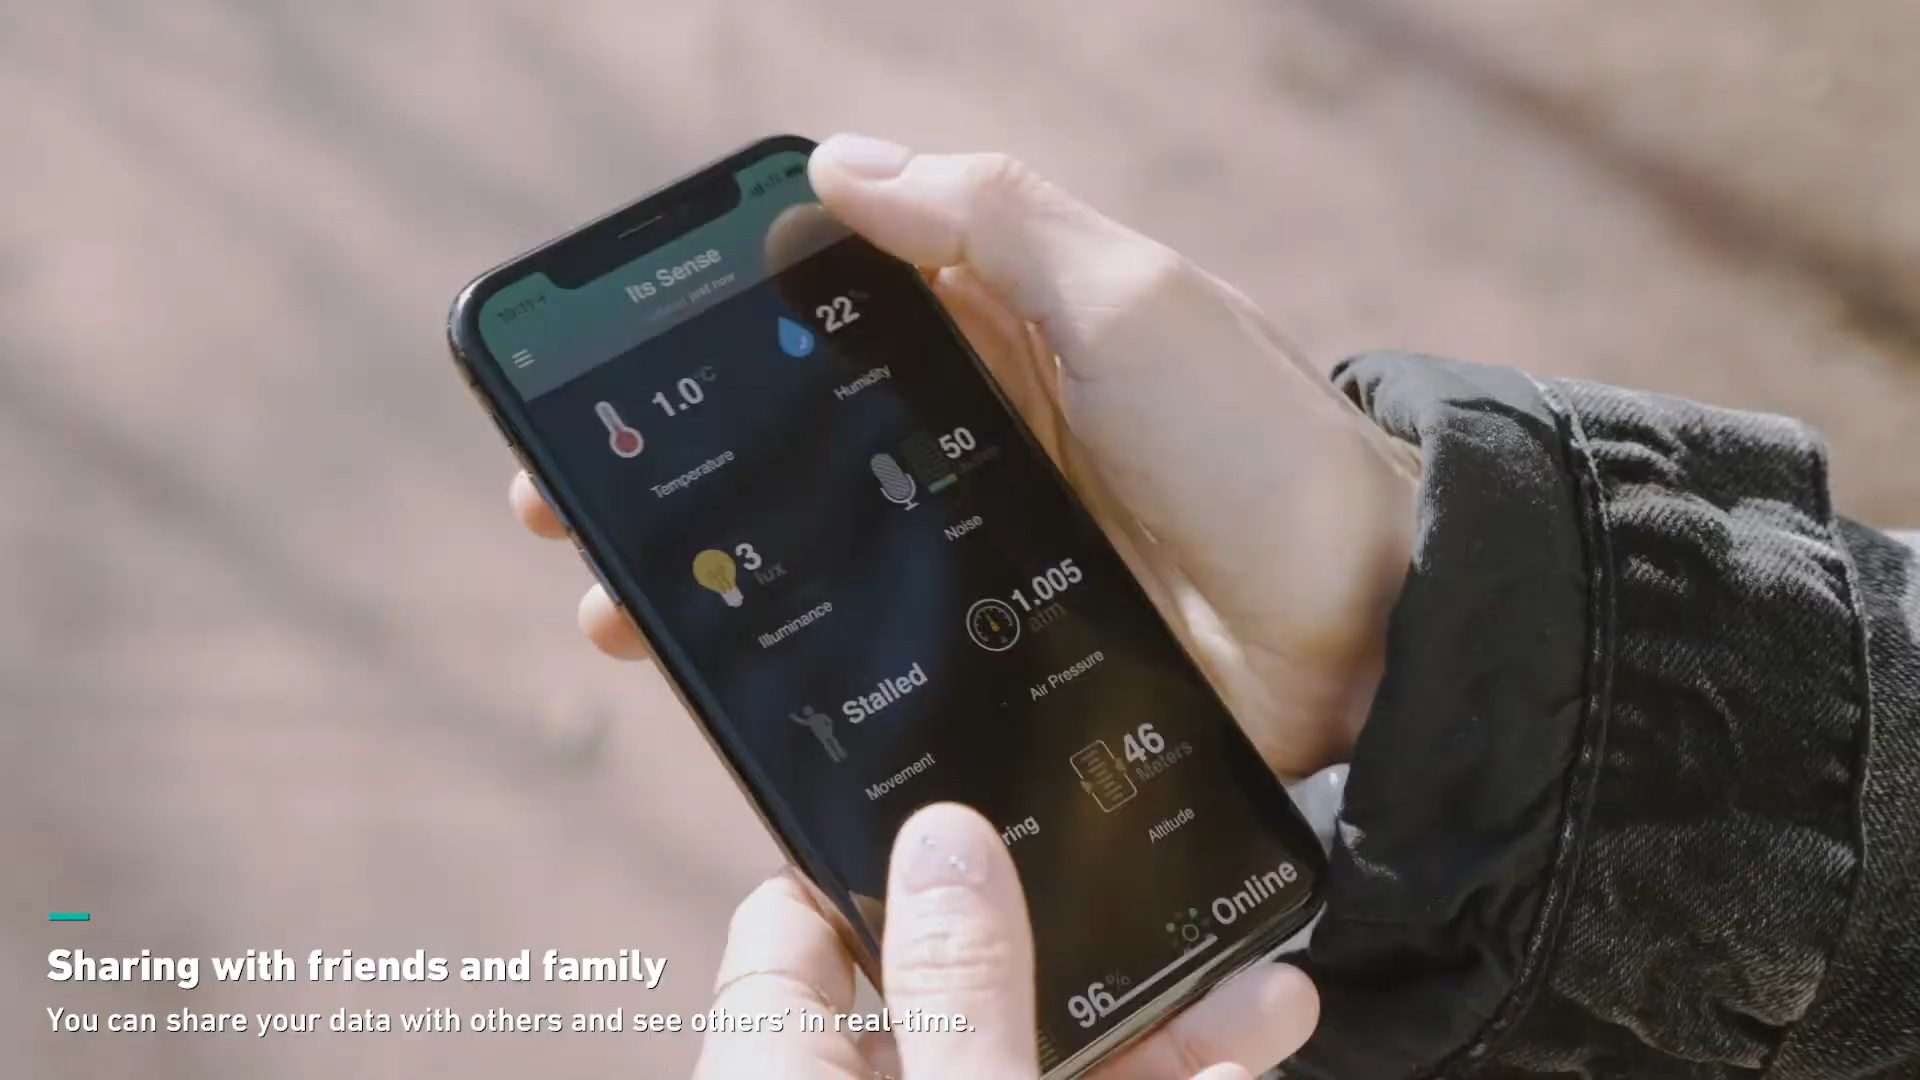 Its Sense
just now
1.0 °C
Temperature
22 %
Humidity
3
lux
Illuminance
50
Noise
Stalled
Movement
1.005
atm
Air Pressure
46
Meters
Altitude
Online
96%
Sharing with friends and family
You can share your data with others and see others’ in real-time.